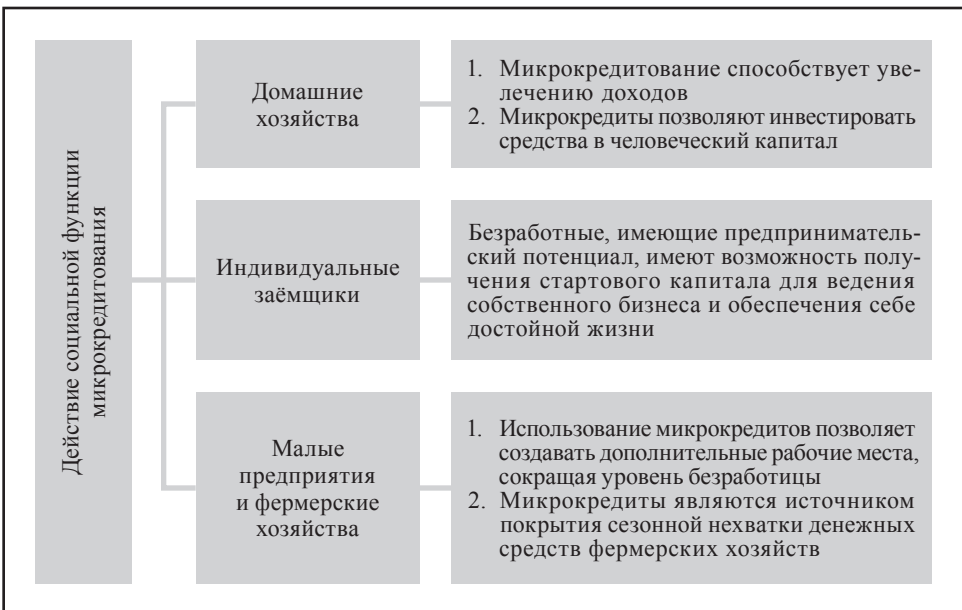 Действие социальной функции
микрокредитования
Домашние
хозяйства
1. Микрокредитование способствует уве-
личению доходов
2. Микрокредиты позволяют инвестировать
средства в человеческий капитал
Индивидуальные
заёмщики
Безработные, имеющие предприниматель-
ский потенциал, имеют возможность полу-
чения стартового капитала для ведения
собственного бизнеса и обеспечения себе
достойной жизни
Малые
предприятия
и фермерские
хозяйства
1. Использование микрокредитов позволяет
создавать дополнительные рабочие места,
сокращая уровень безработицы
2. Микрокредиты являются источником
покрытия сезонной нехватки денежных
средств фермерских хозяйств